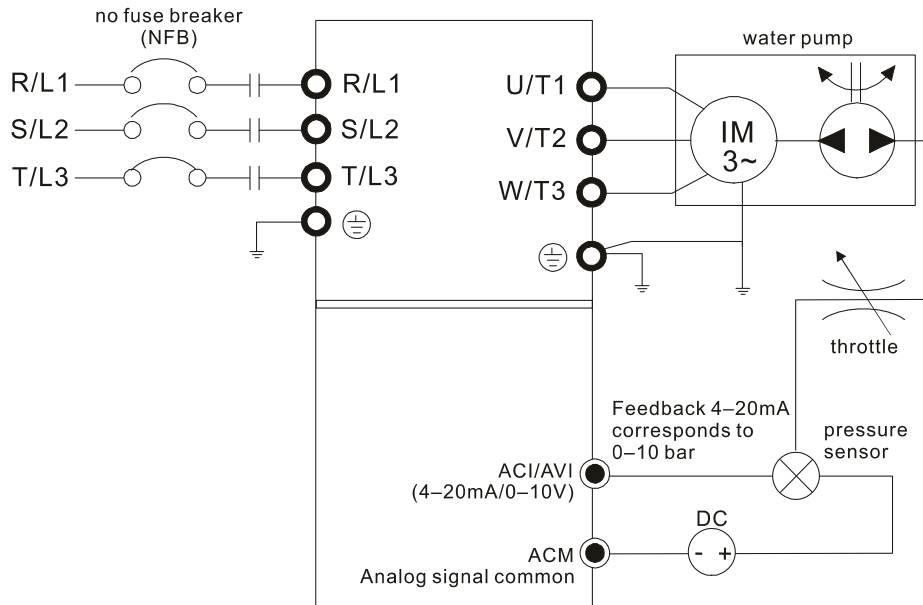 no fuse breaker
(NFB)
R/L1
S/L2
T/L3
R/L1
S/L2
T/L3
U/T1
V/T2
W/T3
water pump
IM
3~
throttle
Feedback 4–20mA
corresponds to
0–10 bar
pressure
sensor
ACI/AVI
(4–20mA/0–10V)
DC
- +
ACM
Analog signal common